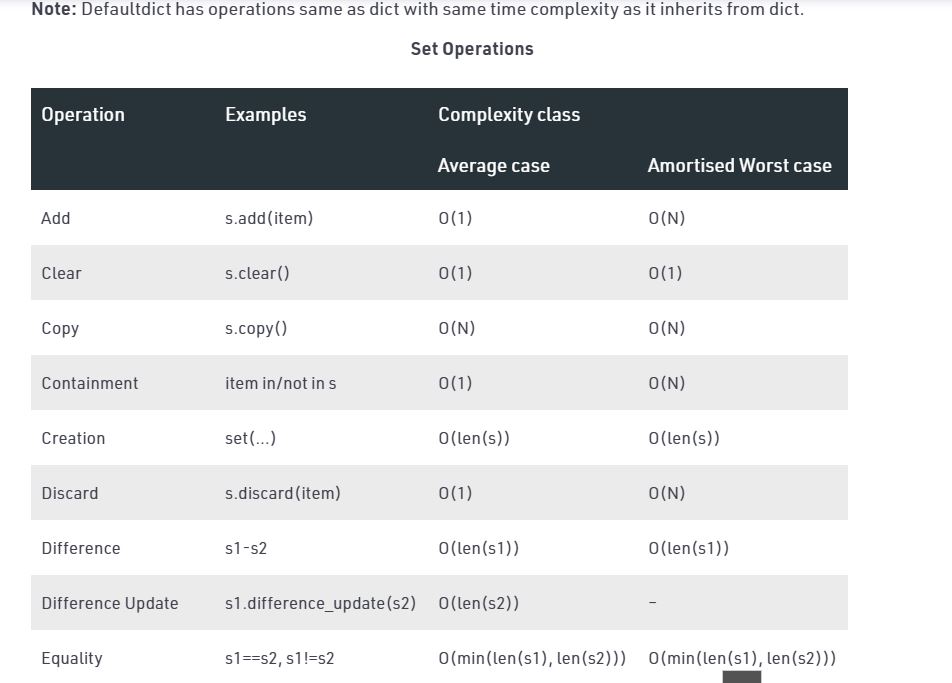 Note: Defaultdict has operations same as dict with same time complexity as it inherits from dict.
Set Operations
Operation Examples Complexity class
Average case Amortised Worst case
Add s.add(item) O(1) O(N)
Clear s.clear() O(1) O(1)
Copy s.copy() O(N) O(N)
Containment item in/not in s O(1) O(N)
Creation set(…) O(len(s)) O(len(s))
Discard s.discard(item) O(1) O(N)
Difference s1-s2 O(len(s1)) O(len(s1))
Difference Update s1.difference_update(s2) O(len(s2)) –
Equality s1==s2, s1!=s2 O(min(len(s1), len(s2))) O(min(len(s1), len(s2)))